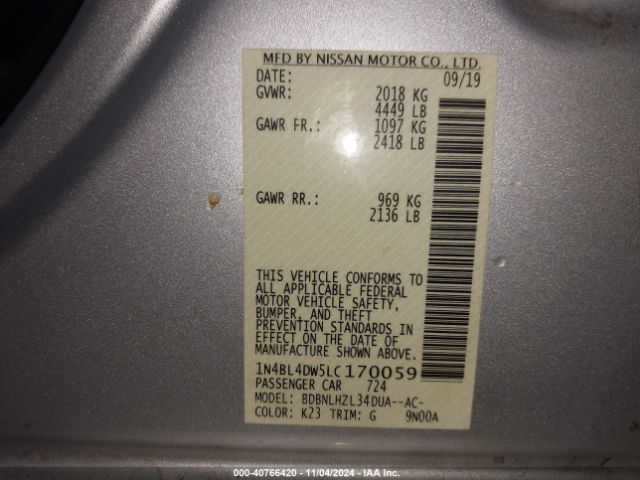 MFD BY NISSAN MOTOR CO., LTD.
DATE: 09/19
GVWR: 2018 KG
4449 LB
GAWR FR.: 1097 KG
2418 LB
GAWR RR.: 969 KG
2136 LB
THIS VEHICLE CONFORMS TO
ALL APPLICABLE FEDERAL
MOTOR VEHICLE SAFETY,
BUMPER, AND THEFT
PREVENTION STANDARDS IN
EFFECT ON THE DATE OF
MANUFACTURE SHOWN ABOVE.
1N4BL4DW5LC170059
PASSENGER CAR 724
MODEL: BDBNLHZL34DUA--AC-
COLOR: K23 TRIM: G 9N00A
000-40766420 - 11/04/2024 - IAA Inc.